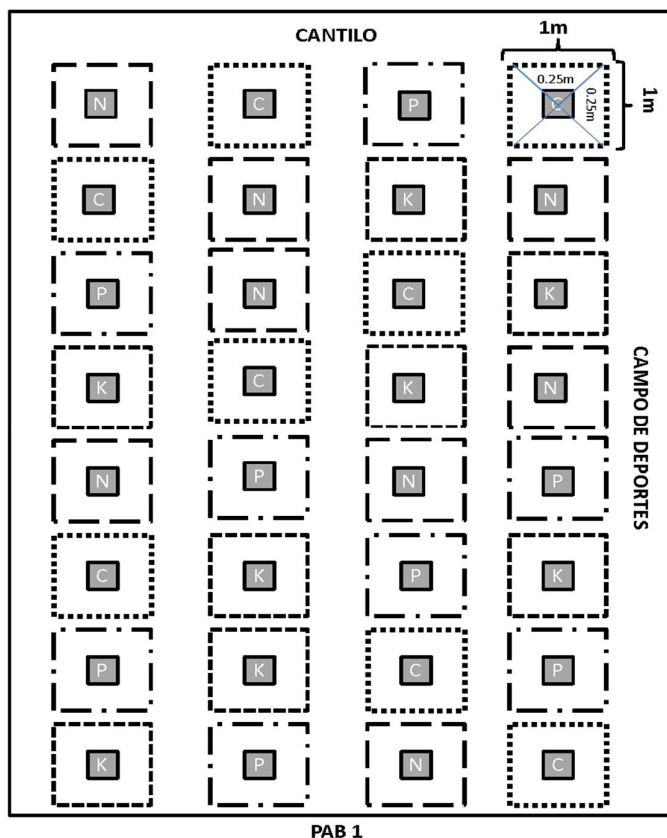 CANTILO
1m
N C P C
0.25m
0.25m
1m
C N K N
P N C K
K C K N
N P N P
C K P K
P K C P
K P N C
CAMPO DE DEPORTES
PAB 1